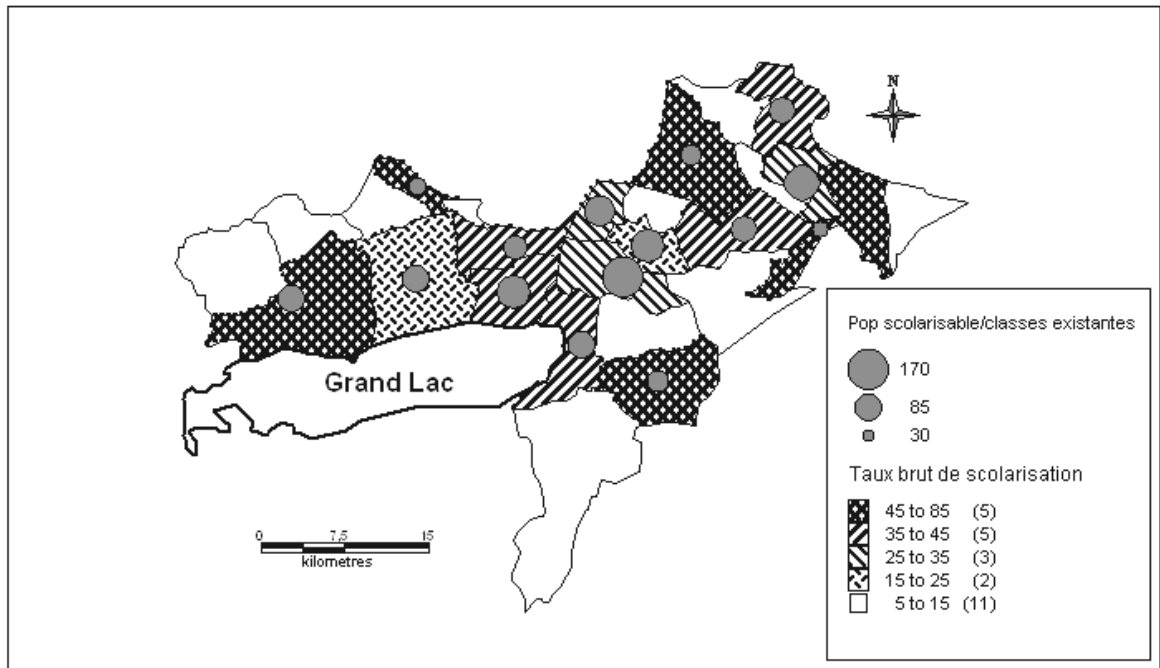 N
Grand Lac
0 7,5 15
kilometres
Pop scolarisable/classes existantes
170
85
30
Taux brut de scolarisation
45 to 85 (5)
35 to 45 (5)
25 to 35 (3)
15 to 25 (2)
5 to 15 (11)